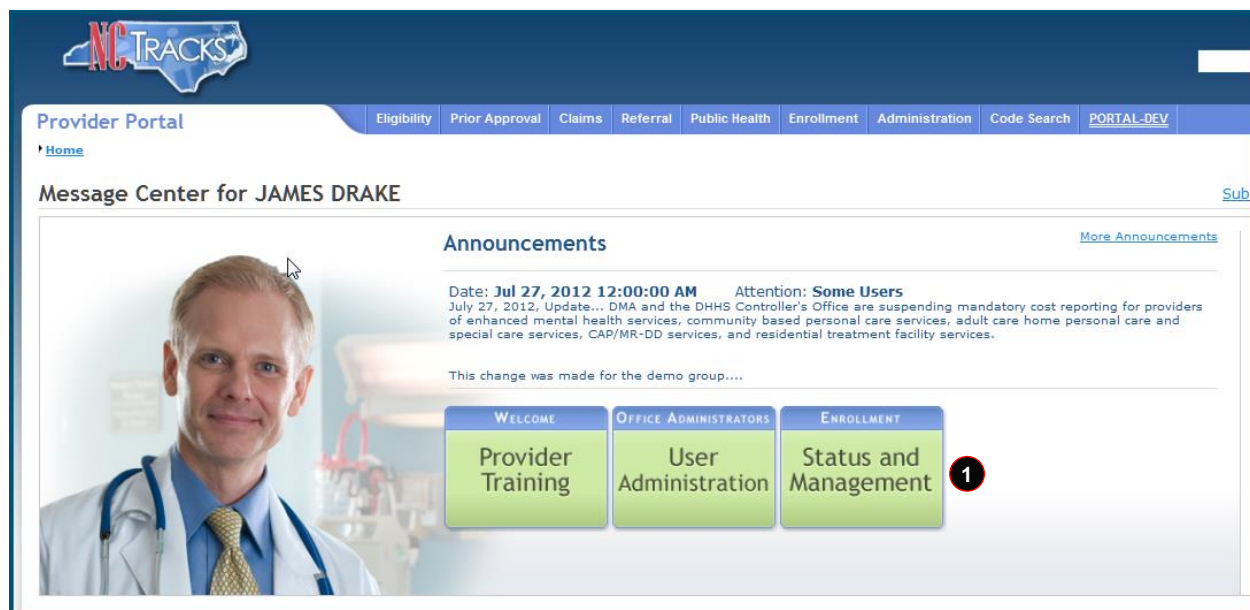 NCTRACKS
Provider Portal
Eligibility Prior Approval Claims Referral Public Health Enrollment Administration Code Search PORTAL-DEV
Home
Message Center for JAMES DRAKE
Sub
Announcements
More Announcements
Date: Jul 27, 2012 12:00:00 AM Attention: Some Users
July 27, 2012, Update... DMA and the DHHS Controller's Office are suspending mandatory cost reporting for providers
of enhanced mental health services, community based personal care services, adult care home personal care and
special care services, CAP/MR-DD services, and residential treatment facility services.
This change was made for the demo group....
WELCOME
Provider
Training
OFFICE ADMINISTRATORS
User
Administration
ENROLLMENT
Status and
Management
1